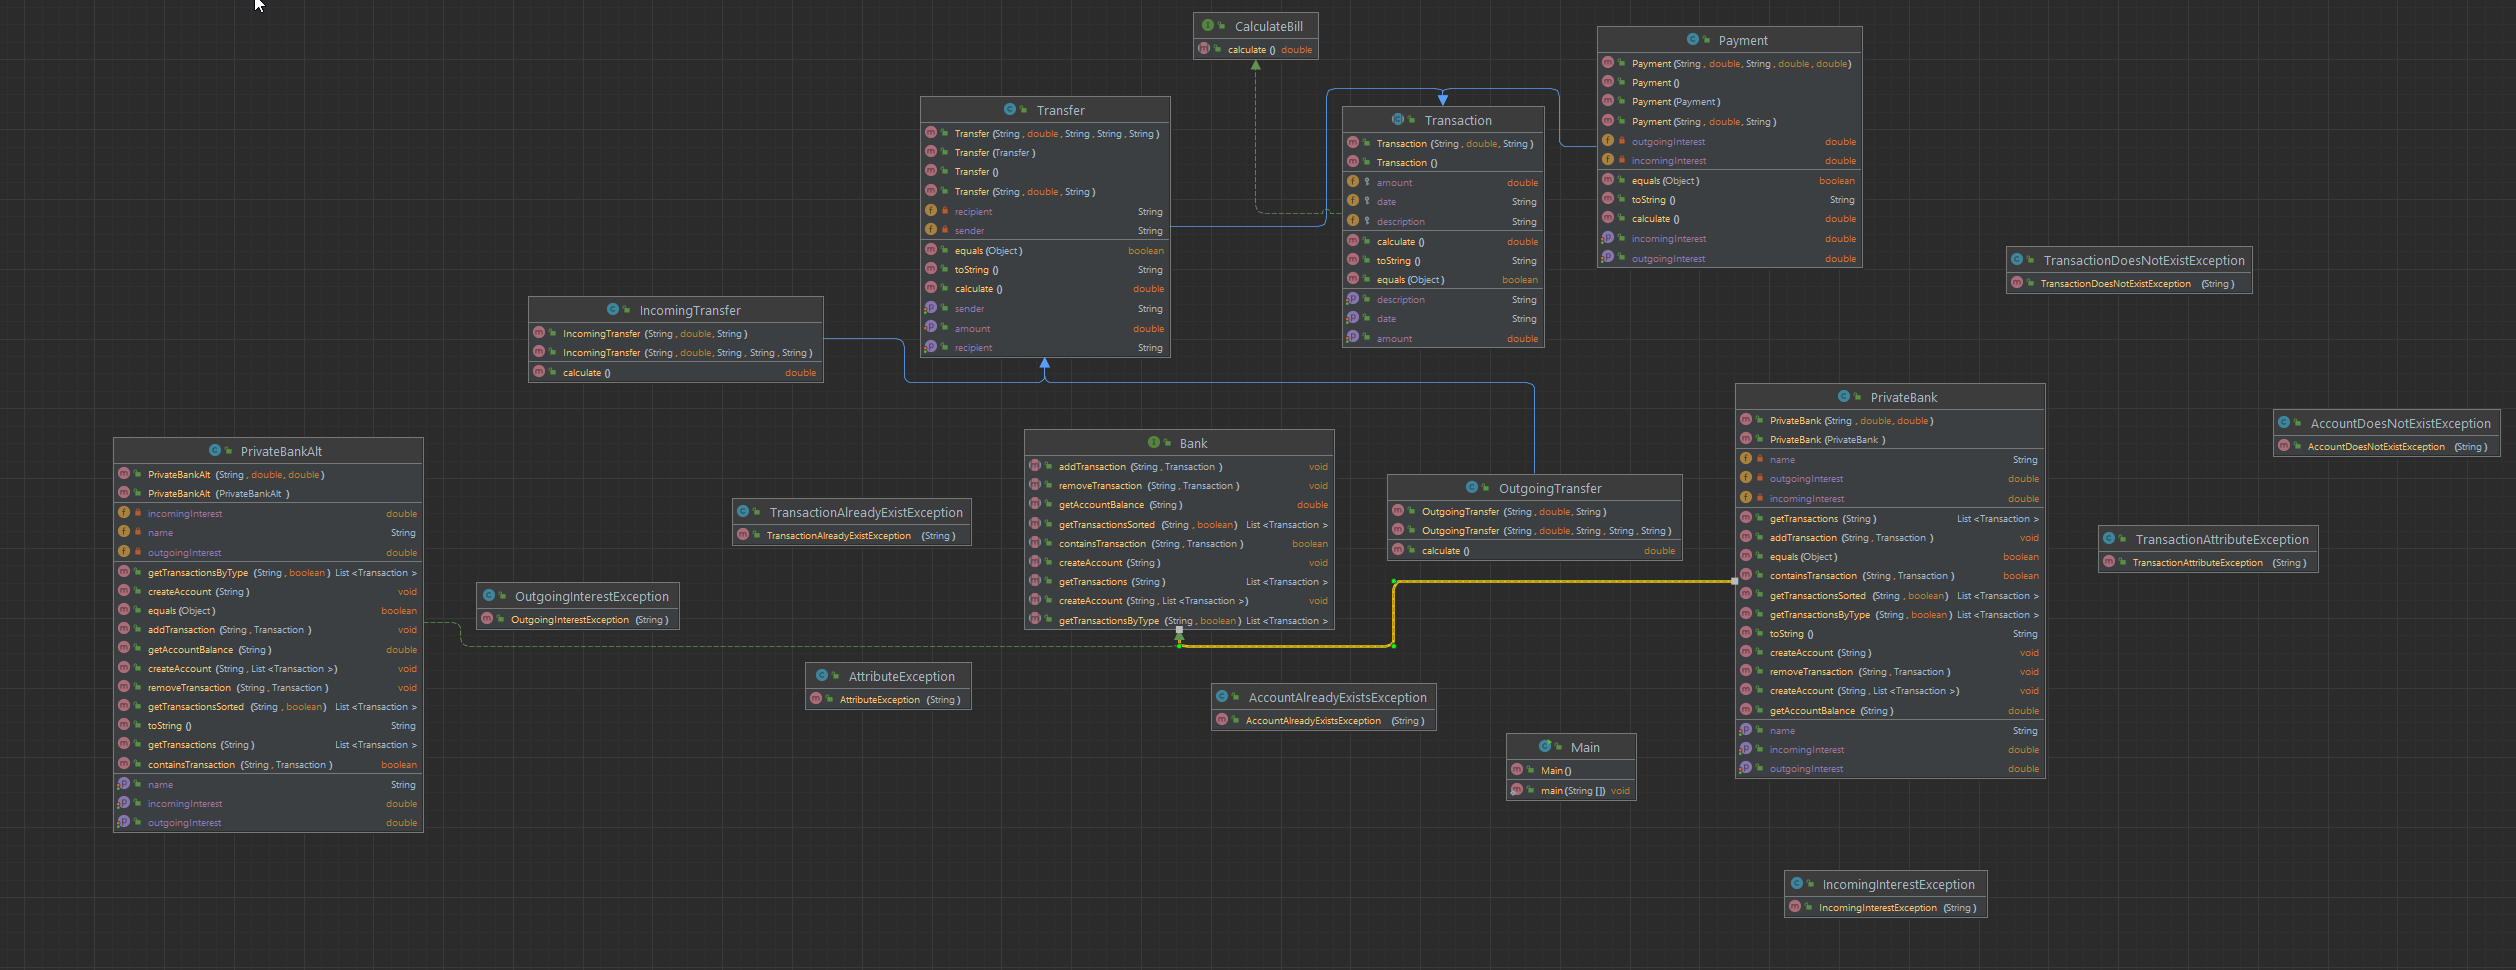 CalculateBill
calculate () double
Payment
Payment (String, double, String, double, double)
Payment ()
Payment (Payment)
Payment (String, double, String)
outgoingInterest double
incomingInterest double
equals (Object) boolean
toString () String
calculate () double
incomingInterest double
outgoingInterest double
Transfer
Transfer (String, double, String, String, String)
Transfer (Transfer)
Transfer ()
Transfer (String, double, String)
recipient String
sender String
equals (Object) boolean
toString () String
calculate () double
sender String
amount double
recipient String
Transaction
Transaction (String, double, String)
Transaction ()
amount double
date String
description String
calculate () double
toString () String
equals (Object) boolean
description String
date String
amount double
TransactionDoesNotExistException
TransactionDoesNotExistException (String)
IncomingTransfer
IncomingTransfer (String, double, String)
IncomingTransfer (String, double, String, String, String)
calculate () double
PrivateBank
PrivateBank (String, double, double)
PrivateBank (PrivateBank)
name String
outgoingInterest double
incomingInterest double
getTransactions (String) List<Transaction>
addTransaction (String, Transaction) void
equals (Object) boolean
containsTransaction (String, Transaction) boolean
getTransactionsSorted (String, boolean) List<Transaction>
getTransactionsByType (String, boolean) List<Transaction>
toString () String
createAccount (String) void
removeTransaction (String, Transaction) void
createAccount (String, List<Transaction>) void
getAccountBalance (String) double
name String
incomingInterest double
outgoingInterest double
AccountDoesNotExistException
AccountDoesNotExistException (String)
PrivateBankAlt
PrivateBankAlt (String, double, double)
PrivateBankAlt (PrivateBankAlt)
incomingInterest double
name String
outgoingInterest double
getTransactionsByType (String, boolean) List<Transaction>
createAccount (String) void
equals (Object) boolean
addTransaction (String, Transaction) void
getAccountBalance (String) double
createAccount (String, List<Transaction>) void
removeTransaction (String, Transaction) void
getTransactionsSorted (String, boolean) List<Transaction>
toString () String
getTransactions (String) List<Transaction>
containsTransaction (String, Transaction) boolean
name String
incomingInterest double
outgoingInterest double
Bank
addTransaction (String, Transaction) void
removeTransaction (String, Transaction) void
getAccountBalance (String) double
getTransactionsSorted (String, boolean) List<Transaction>
containsTransaction (String, Transaction) boolean
createAccount (String) void
getTransactions (String) List<Transaction>
createAccount (String, List<Transaction>) void
getTransactionsByType (String, boolean) List<Transaction>
OutgoingTransfer
OutgoingTransfer (String, double, String)
OutgoingTransfer (String, double, String, String, String)
calculate () double
TransactionAlreadyExistException
TransactionAlreadyExistException (String)
TransactionAttributeException
TransactionAttributeException (String)
OutgoingInterestException
OutgoingInterestException (String)
AttributeException
AttributeException (String)
AccountAlreadyExistsException
AccountAlreadyExistsException (String)
Main
Main ()
main (String []) void
IncomingInterestException
IncomingInterestException (String)